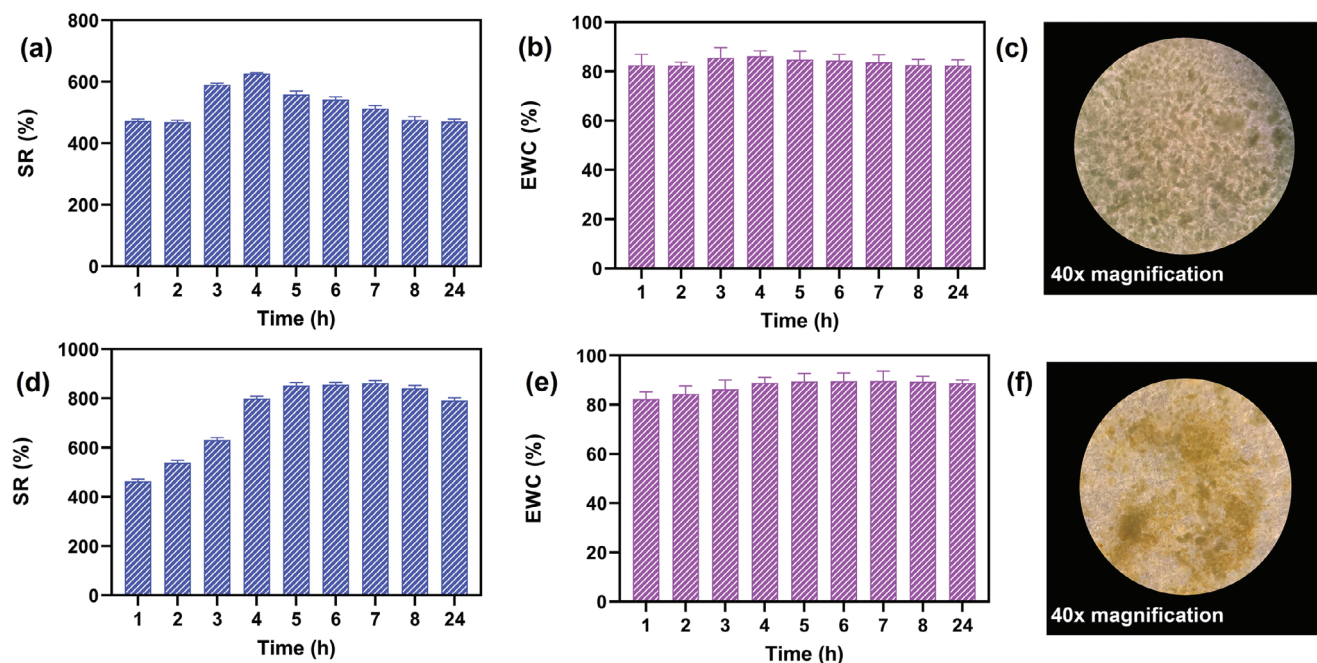 (a)
SR (%)
800
600
400
200
0
1 2 3 4 5 6 7 8 24
Time (h)
(b)
EWC (%)
100
80
60
40
20
0
1 2 3 4 5 6 7 8 24
Time (h)
(c)
40x magnification
(d)
SR (%)
1000
800
600
400
200
0
1 2 3 4 5 6 7 8 24
Time (h)
(e)
EWC (%)
100
80
60
40
20
0
1 2 3 4 5 6 7 8 24
Time (h)
(f)
40x magnification